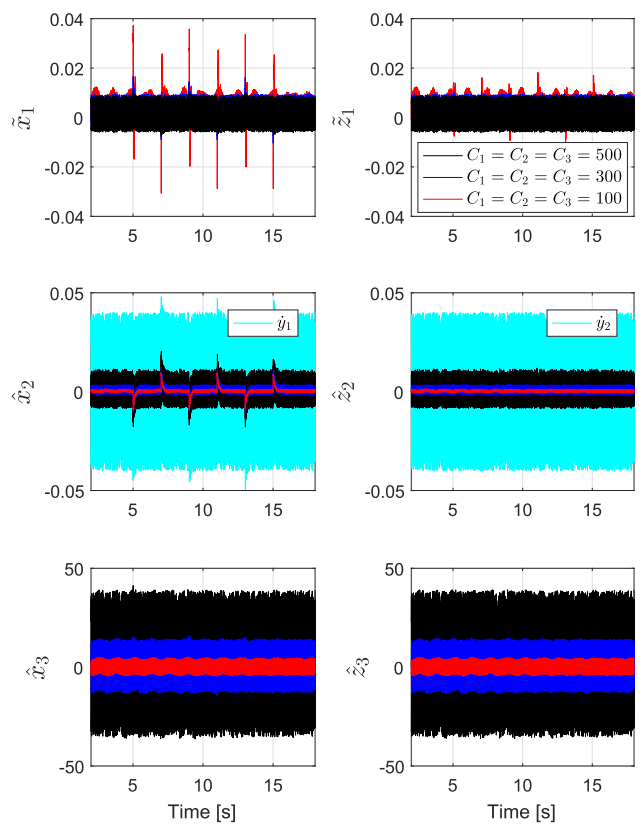 0.04
0.02
0
-0.02
-0.04
x̃₁
5 10 15
0.04
0.02
0
-0.02
-0.04
z̃₁
C₁ = C₂ = C₃ = 500
C₁ = C₂ = C₃ = 300
C₁ = C₂ = C₃ = 100
5 10 15
0.05
0
-0.05
x̂₂
ẏ₁
5 10 15
0.05
0
-0.05
ẑ₂
ẏ₂
5 10 15
50
0
-50
x̂₃
5 10 15
Time [s]
50
0
-50
ẑ₃
5 10 15
Time [s]